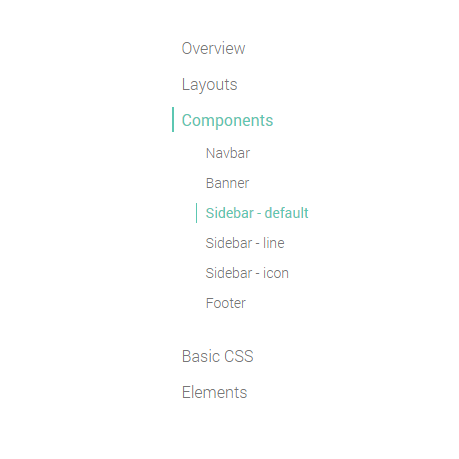 Overview
Layouts
Components
Navbar
Banner
Sidebar - default
Sidebar - line
Sidebar - icon
Footer
Basic CSS
Elements